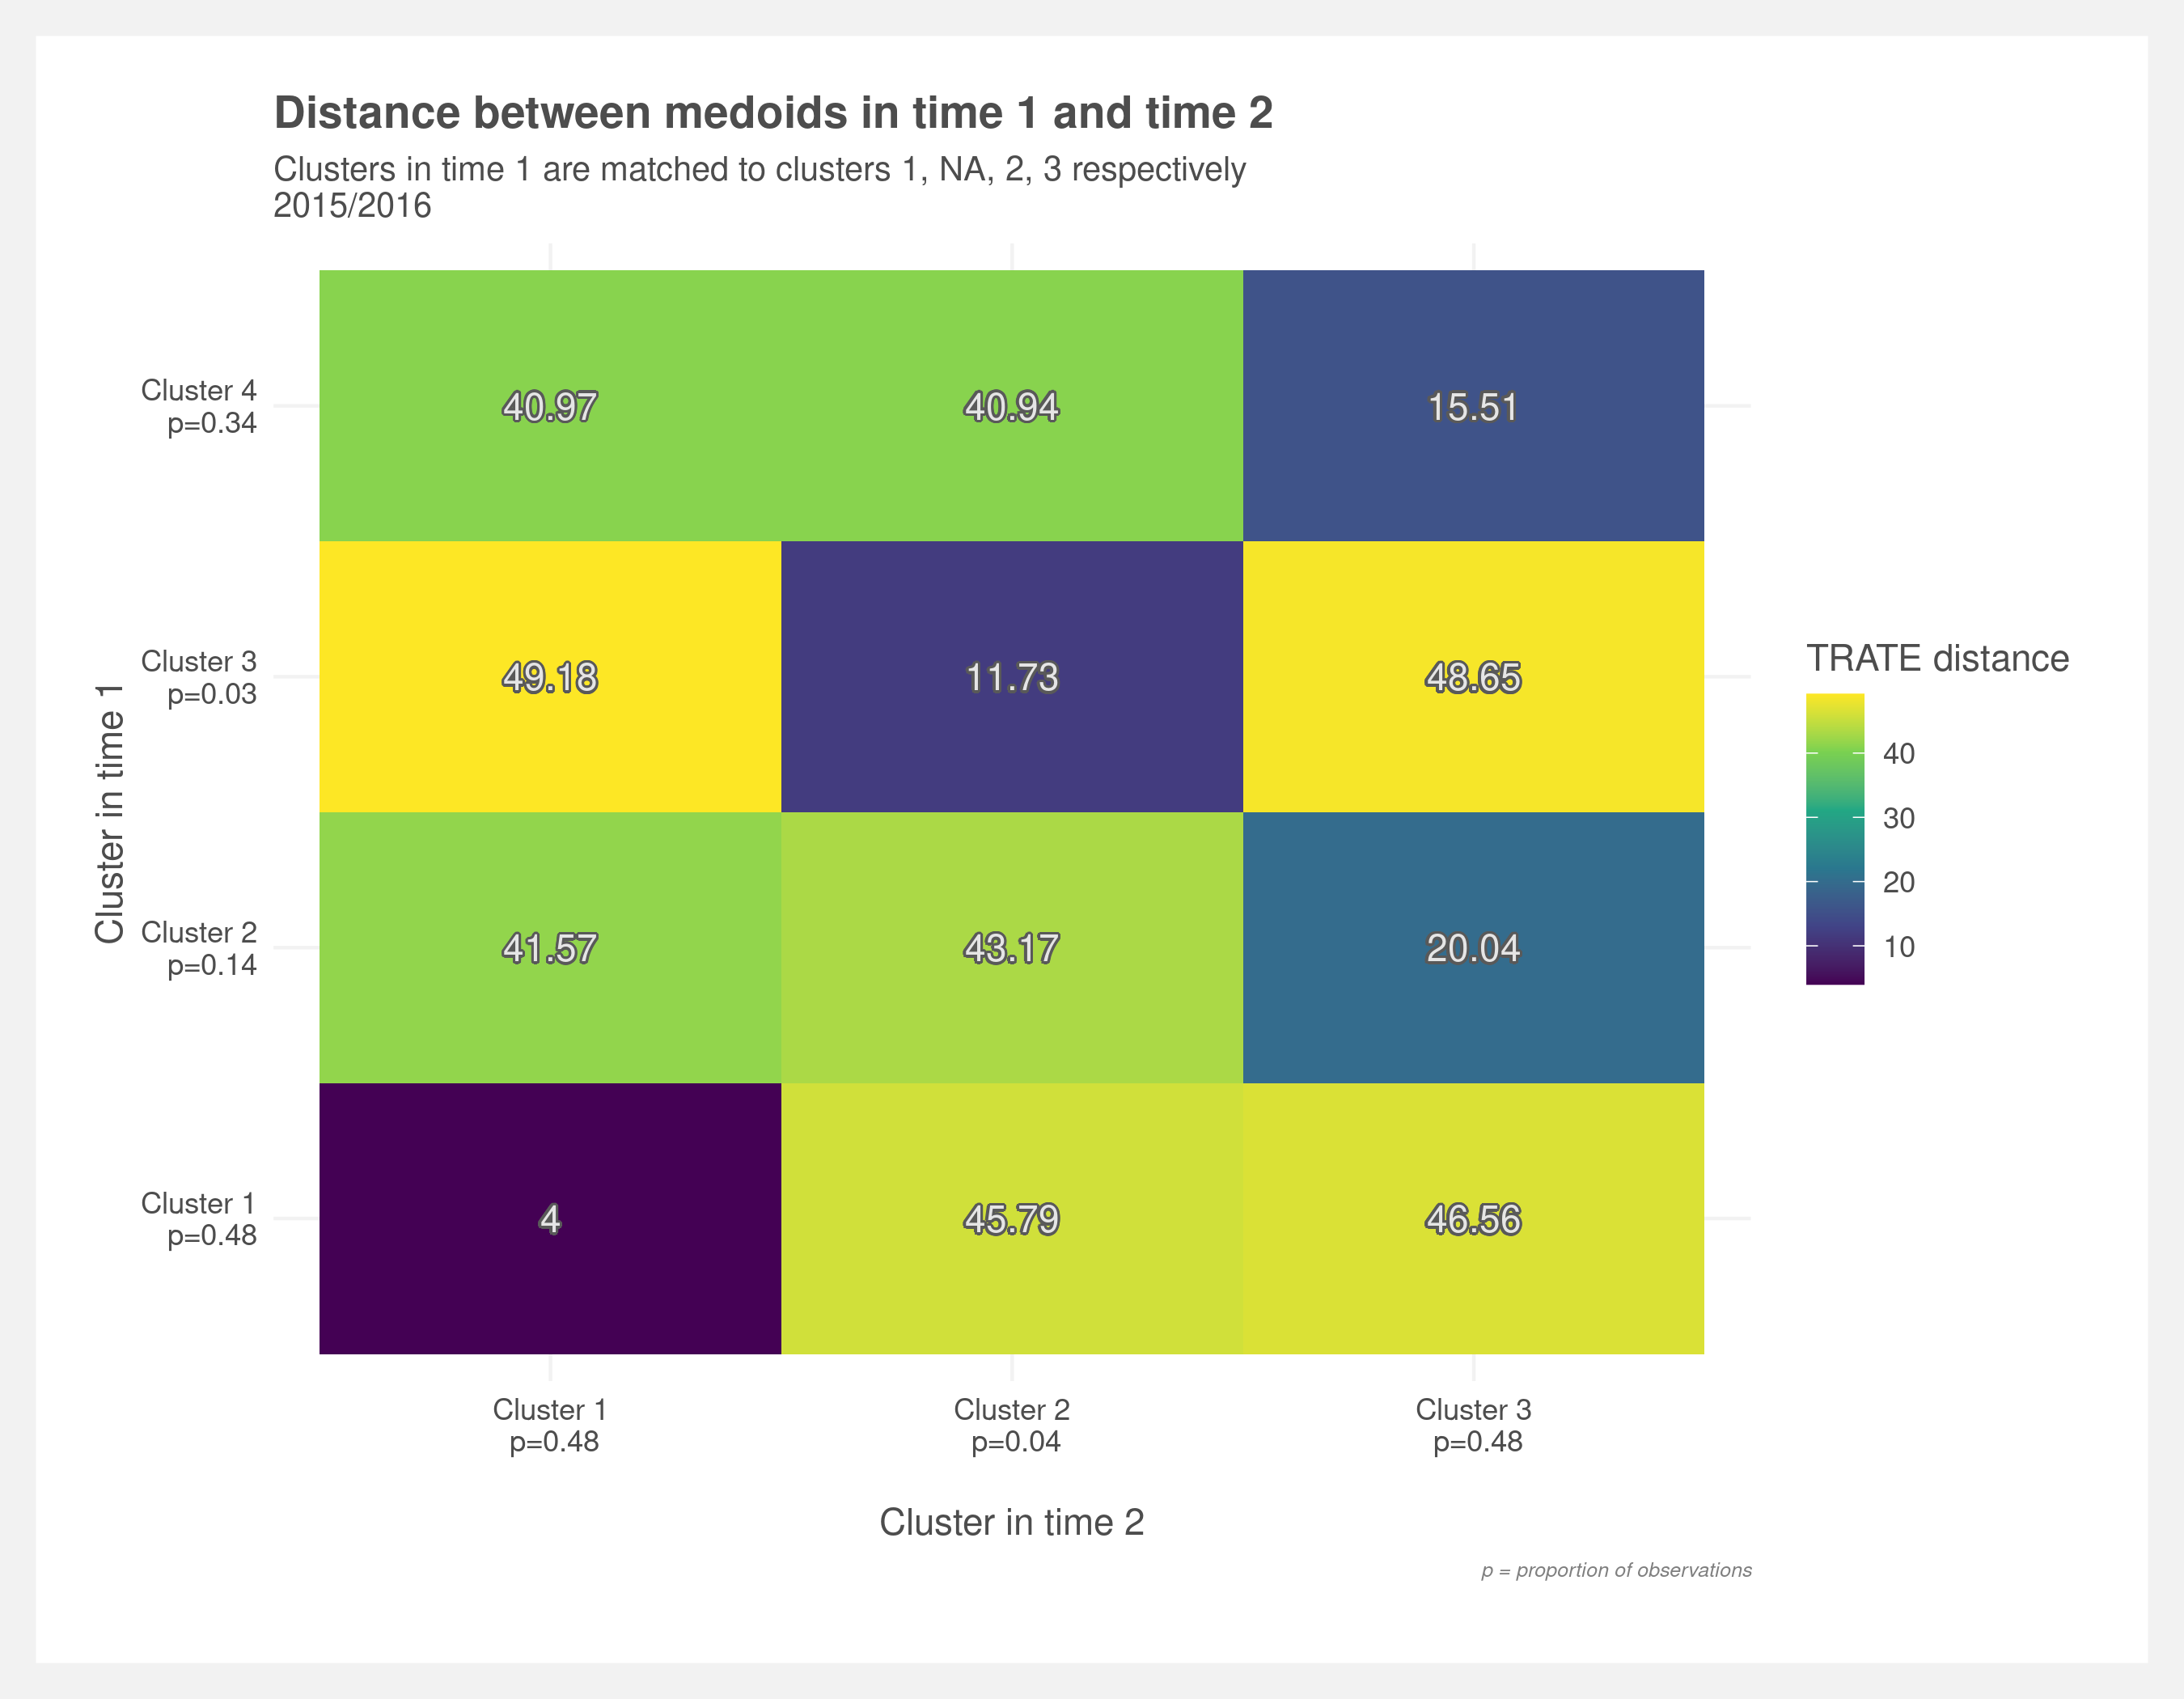 Distance between medoids in time 1 and time 2
Clusters in time 1 are matched to clusters 1, NA, 2, 3 respectively
2015/2016
Cluster in time 1
Cluster 4
p=0.34
40.97
40.94
15.51
Cluster 3
p=0.03
49.18
11.73
48.65
Cluster 2
p=0.14
41.57
43.17
20.04
Cluster 1
p=0.48
4
45.79
46.56
Cluster 1
p=0.48
Cluster 2
p=0.04
Cluster 3
p=0.48
Cluster in time 2
TRATE distance
40
30
20
10
p = proportion of observations